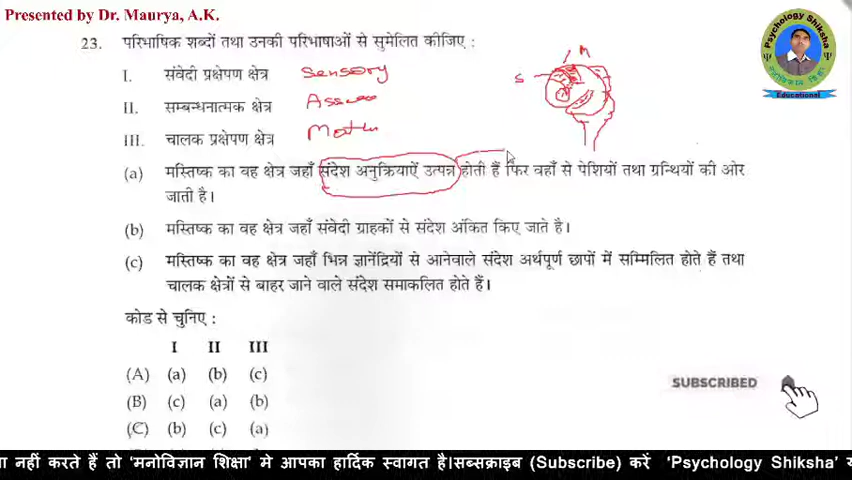 Presented by Dr. Maurya, A.K.
23. परिभाषिक शब्दों तथा उनकी परिभाषाओं से सुमेलित कीजिए :
I. संवेदी प्रक्षेपण क्षेत्र Sensory
II. सम्बन्धनात्मक क्षेत्र
III. चालक प्रक्षेपण क्षेत्र
S M
(a) मस्तिष्क का वह क्षेत्र जहाँ संदेश अनुक्रियाऐं उत्पन्न होती हैं फिर वहाँ से पेशियों तथा ग्रन्थियों की ओर
जाती है।
(b) मस्तिष्क का वह क्षेत्र जहाँ संवेदी ग्राहकों से संदेश अंकित किए जाते है।
(c) मस्तिष्क का वह क्षेत्र जहाँ भिन्न ज्ञानेंद्रियों से आनेवाले संदेश अर्थपूर्ण छापों में सम्मिलित होते हैं तथा
चालक क्षेत्रों से बाहर जाने वाले संदेश समाकलित होते हैं।
कोड से चुनिए :
I II III
(A) (a) (b) (c)
(B) (c) (a) (b)
(C) (b) (c) (a)
Psychology Shiksha
Educational
SUBSCRIBED
नहीं करते हैं तो 'मनोविज्ञान शिक्षा' मे आपका हार्दिक स्वागत है।सब्सक्राइब (Subscribe) करें 'Psychology Shiksha'